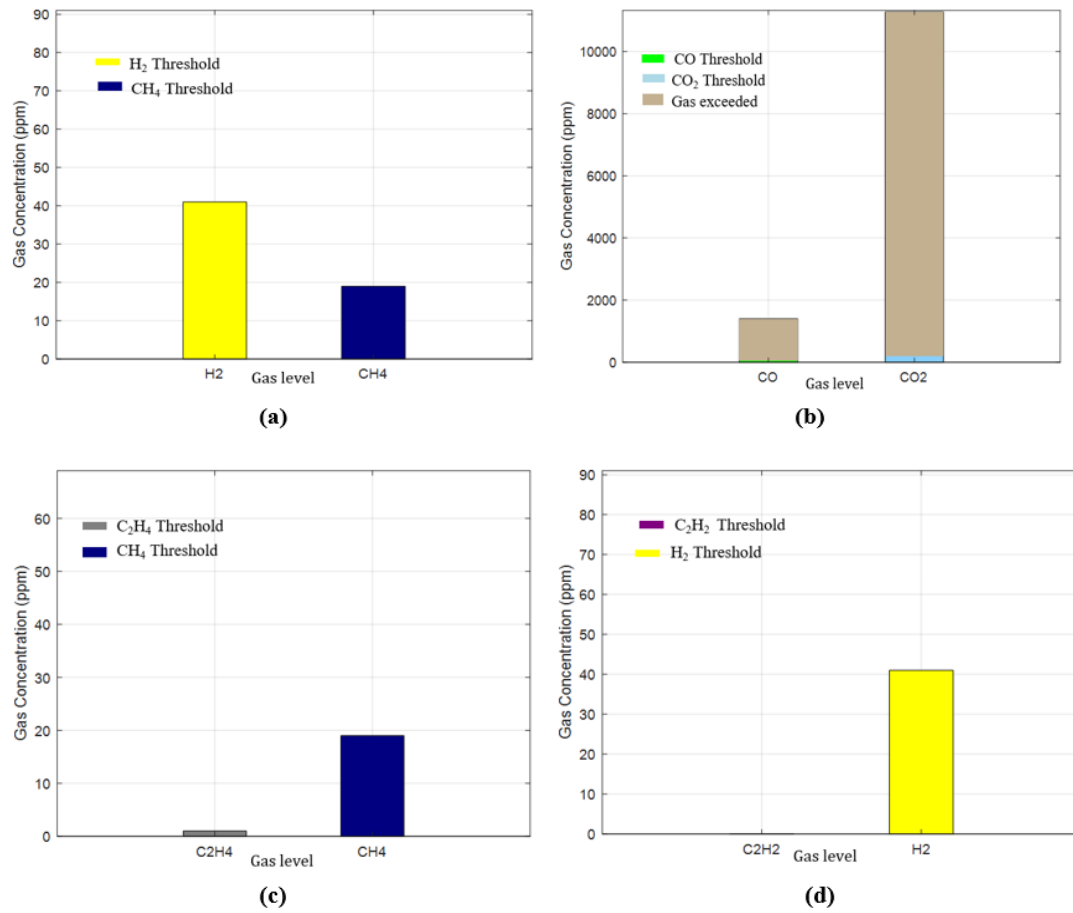 90
80
70
60
50
40
30
20
10
0
Gas Concentration (ppm)
H₂ Threshold
CH₄ Threshold
H2 Gas level CH4
(a)
10000
8000
6000
4000
2000
0
Gas Concentration (ppm)
CO Threshold
CO₂ Threshold
Gas exceeded
CO Gas level CO2
(b)
60
50
40
30
20
10
0
Gas Concentration (ppm)
C₂H₄ Threshold
CH₄ Threshold
C2H4 Gas level CH4
(c)
90
80
70
60
50
40
30
20
10
0
Gas Concentration (ppm)
C₂H₂ Threshold
H₂ Threshold
C2H2 Gas level H2
(d)